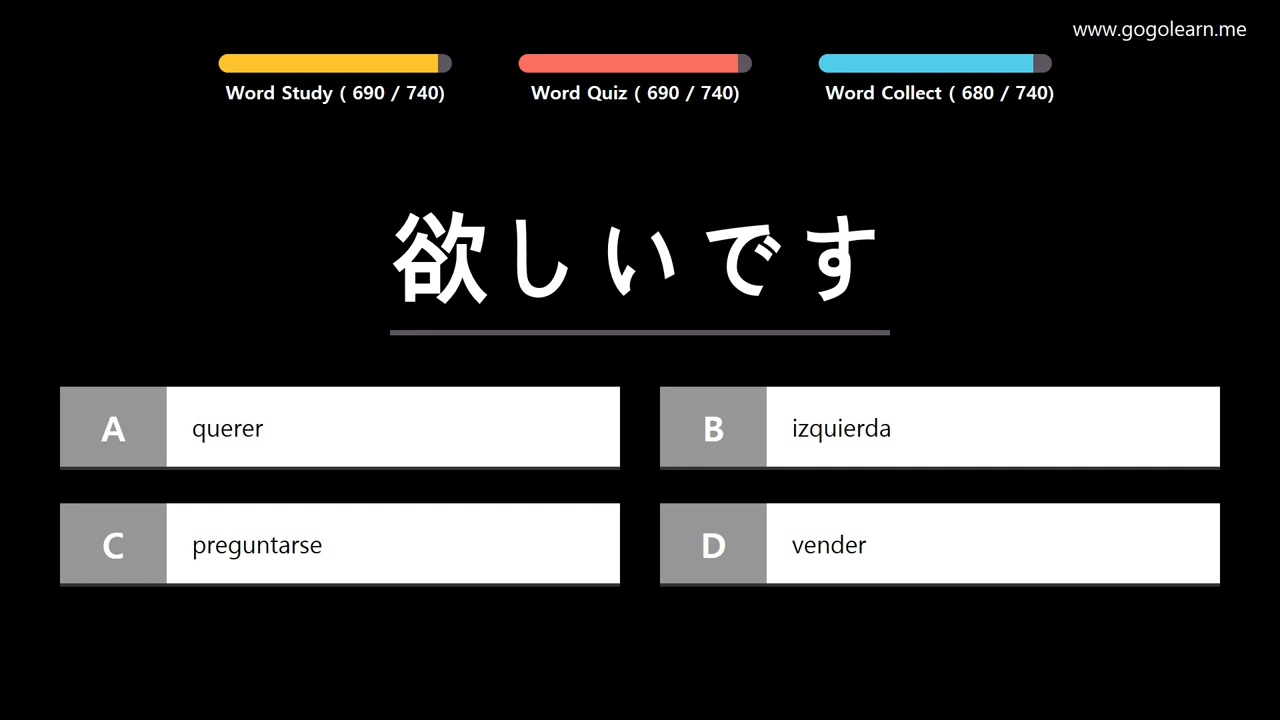 www.gogolearn.me
Word Study ( 690 / 740)
Word Quiz ( 690 / 740)
Word Collect ( 680 / 740)
欲しいです
A querer
B izquierda
C preguntarse
D vender